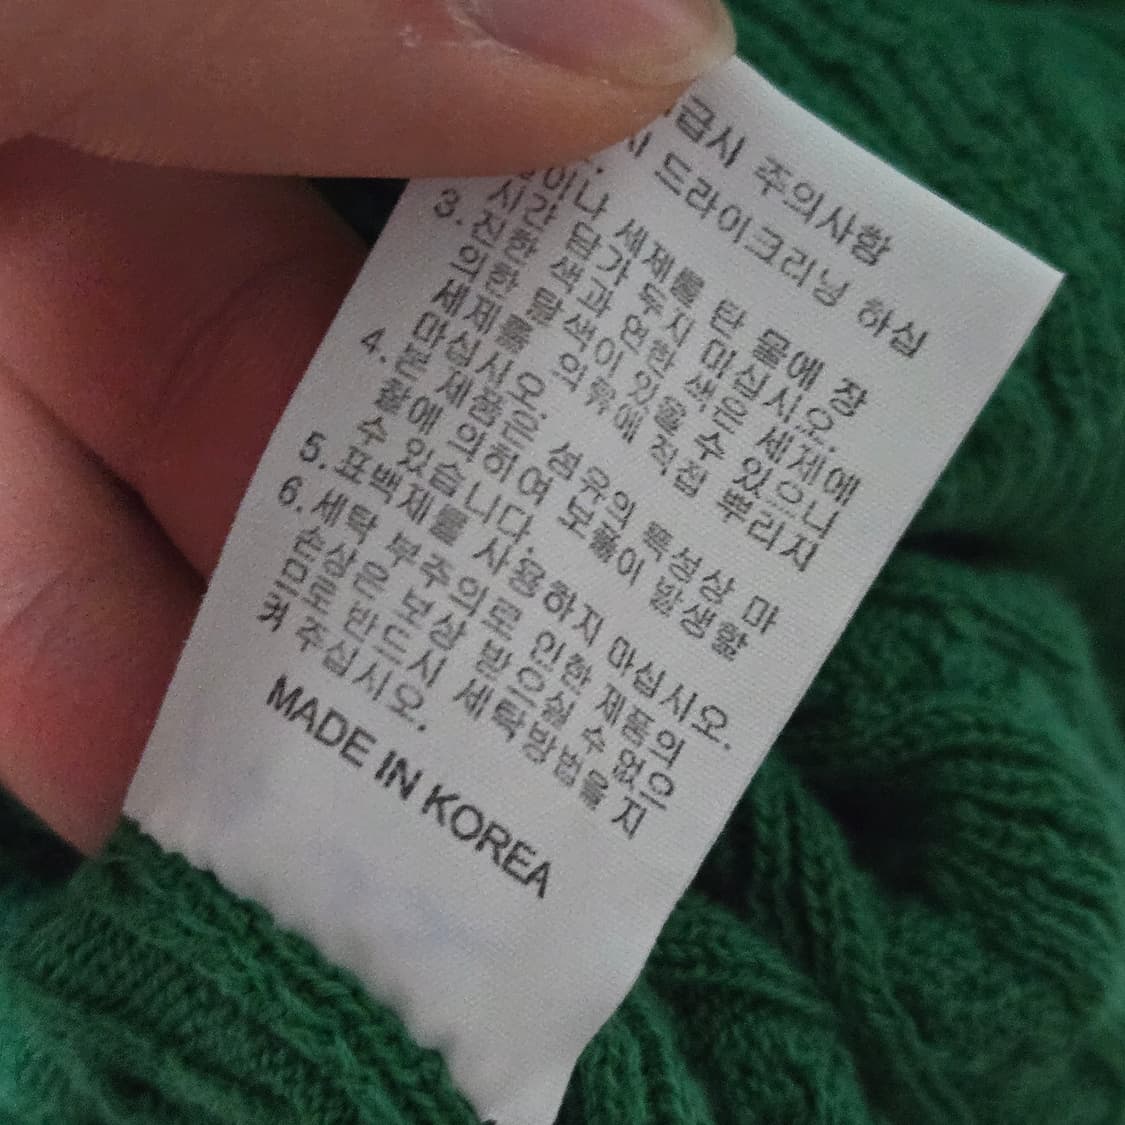 급시 주의사항
시 드라이크리닝 하십
이나 세제를 탄 물에 장
시간 담가 두지 마십시오.
3. 진한 색과 연한 색은 세제에
의한 탈색이 있을 수 있으니
세제를 의류에 직접 뿌리지
마십시오.
4. 본 제품은 섬유의 특성상 마
찰에 의하여 보풀이 발생할
수 있습니다.
5. 표백제를 사용하지 마십시오.
6. 세탁 부주의로 인한 제품의
손상은 보상 받으실 수 없으
므로 반드시 세탁방법을 지
켜 주십시오.
MADE IN KOREA